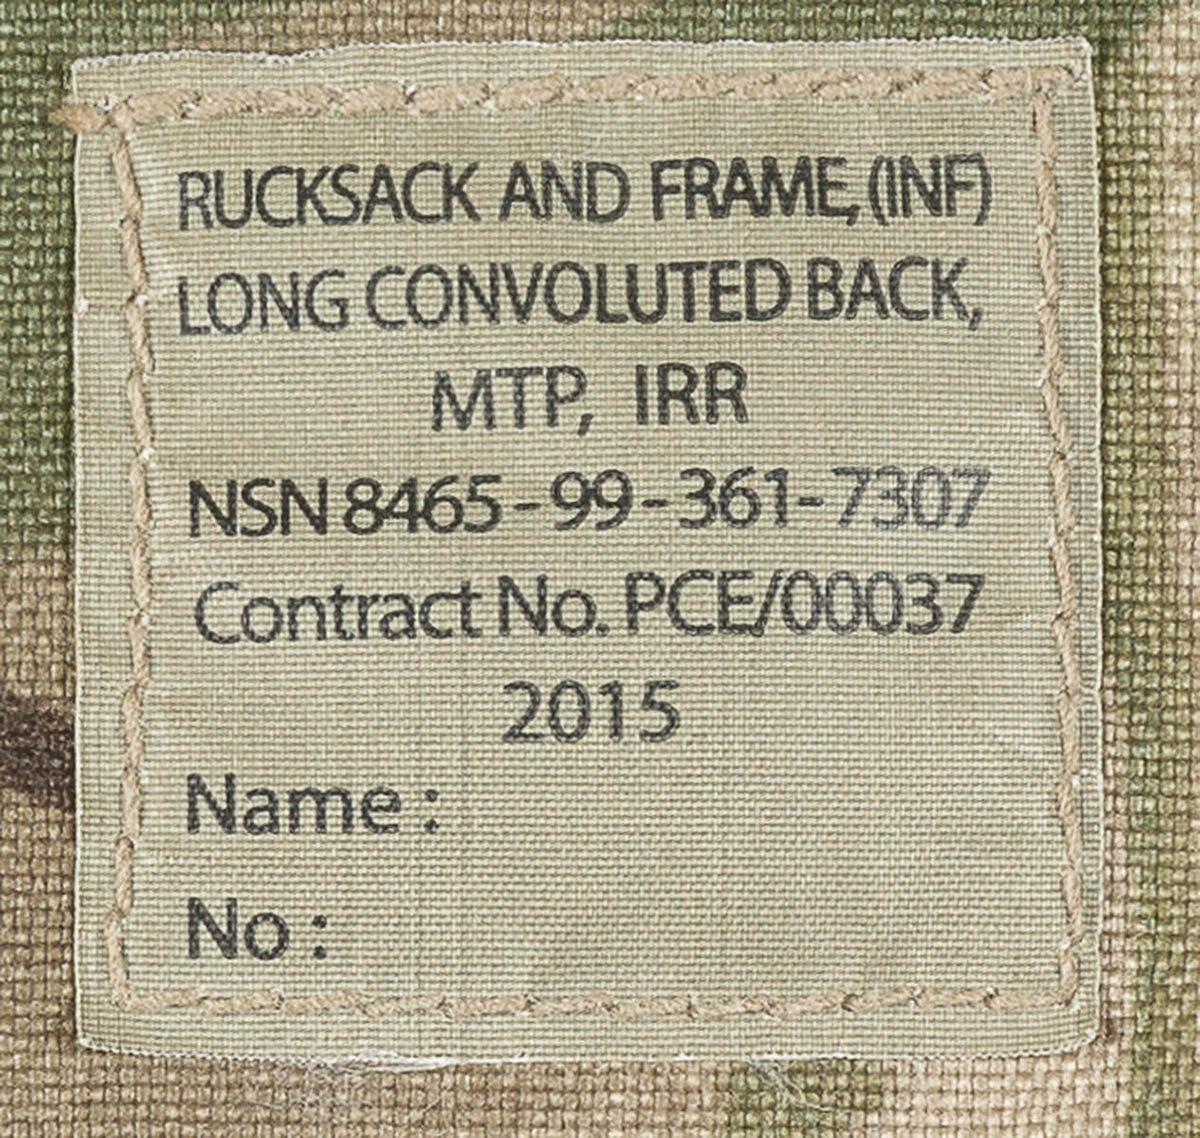 RUCKSACK AND FRAME, (INF)
LONG CONVOLUTED BACK,
MTP, IRR
NSN 8465-99-361-7307
Contract No. PCE/00037
2015
Name :
No :